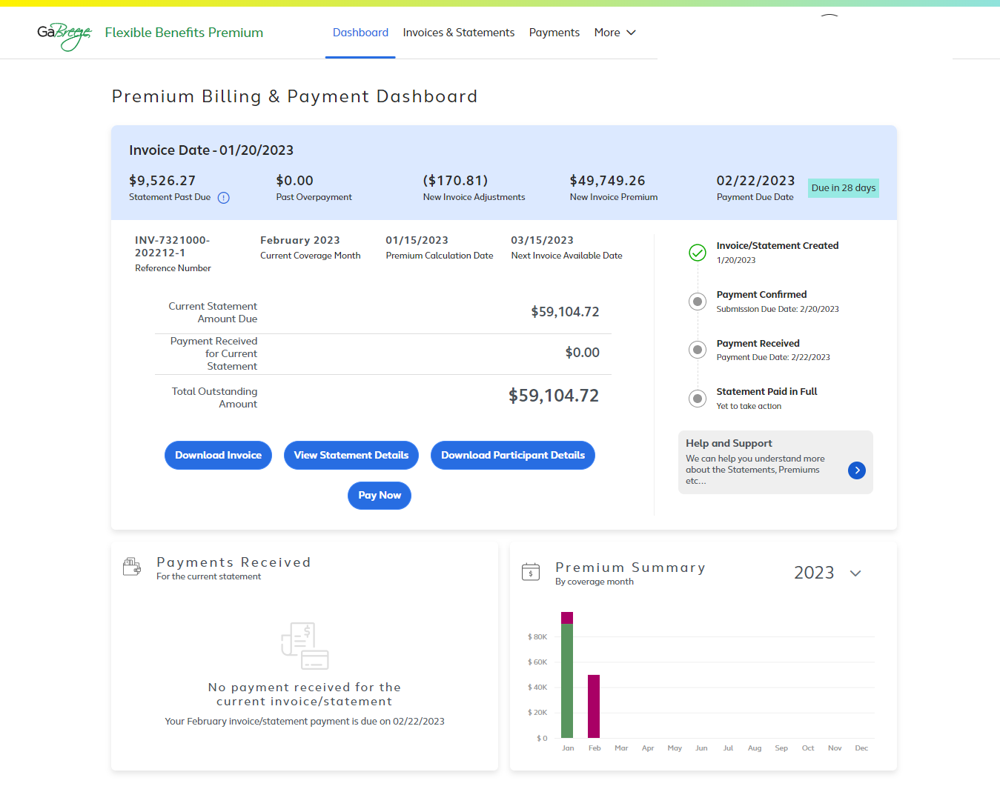 GaBreeze
Flexible Benefits Premium
Dashboard
Invoices & Statements
Payments
More
Premium Billing & Payment Dashboard
Invoice Date - 01/20/2023
$9,526.27
Statement Past Due
$0.00
Past Overpayment
($170.81)
New Invoice Adjustments
$49,749.26
New Invoice Premium
02/22/2023
Payment Due Date
Due in 28 days
INV-7321000-
202212-1
Reference Number
February 2023
Current Coverage Month
01/15/2023
Premium Calculation Date
03/15/2023
Next Invoice Available Date
Current Statement
Amount Due
$59,104.72
Payment Received
for Current
Statement
$0.00
Total Outstanding
Amount
$59,104.72
Download Invoice
View Statement Details
Download Participant Details
Pay Now
Invoice/Statement Created
1/20/2023
Payment Confirmed
Submission Due Date: 2/20/2023
Payment Received
Payment Due Date: 2/22/2023
Statement Paid in Full
Yet to take action
Help and Support
We can help you understand more
about the Statements, Premiums
etc...
Payments Received
For the current statement
No payment received for the
current invoice/statement
Your February invoice/statement payment is due on 02/22/2023
Premium Summary
By coverage month
2023
$ 80K
$ 60K
$ 40K
$ 20K
$ 0
Jan Feb Mar Apr May Jun Jul Aug Sep Oct Nov Dec